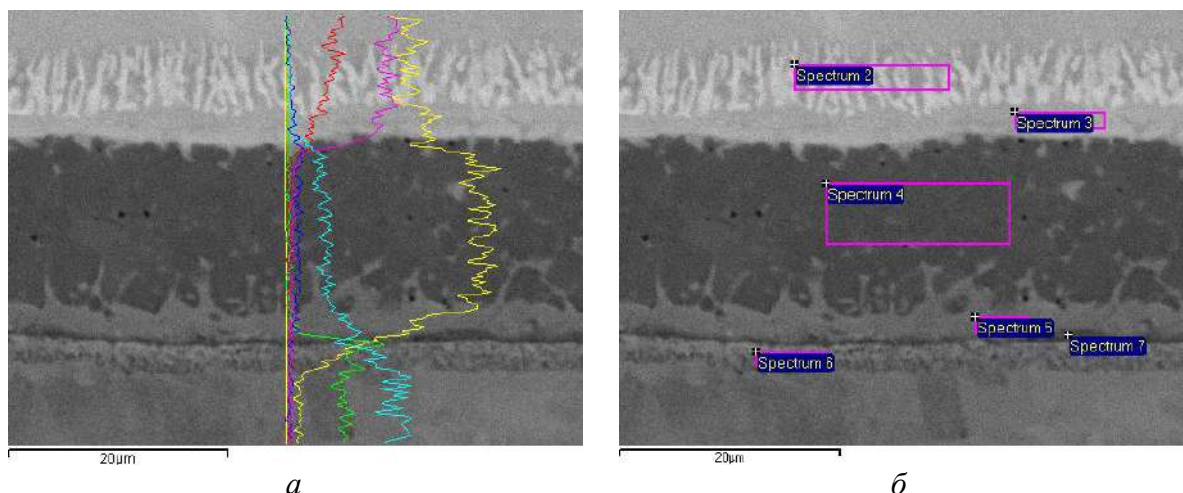 Spectrum 2
Spectrum 3
Spectrum 4
Spectrum 5
Spectrum 7
Spectrum 6
20µm
20µm
а
б